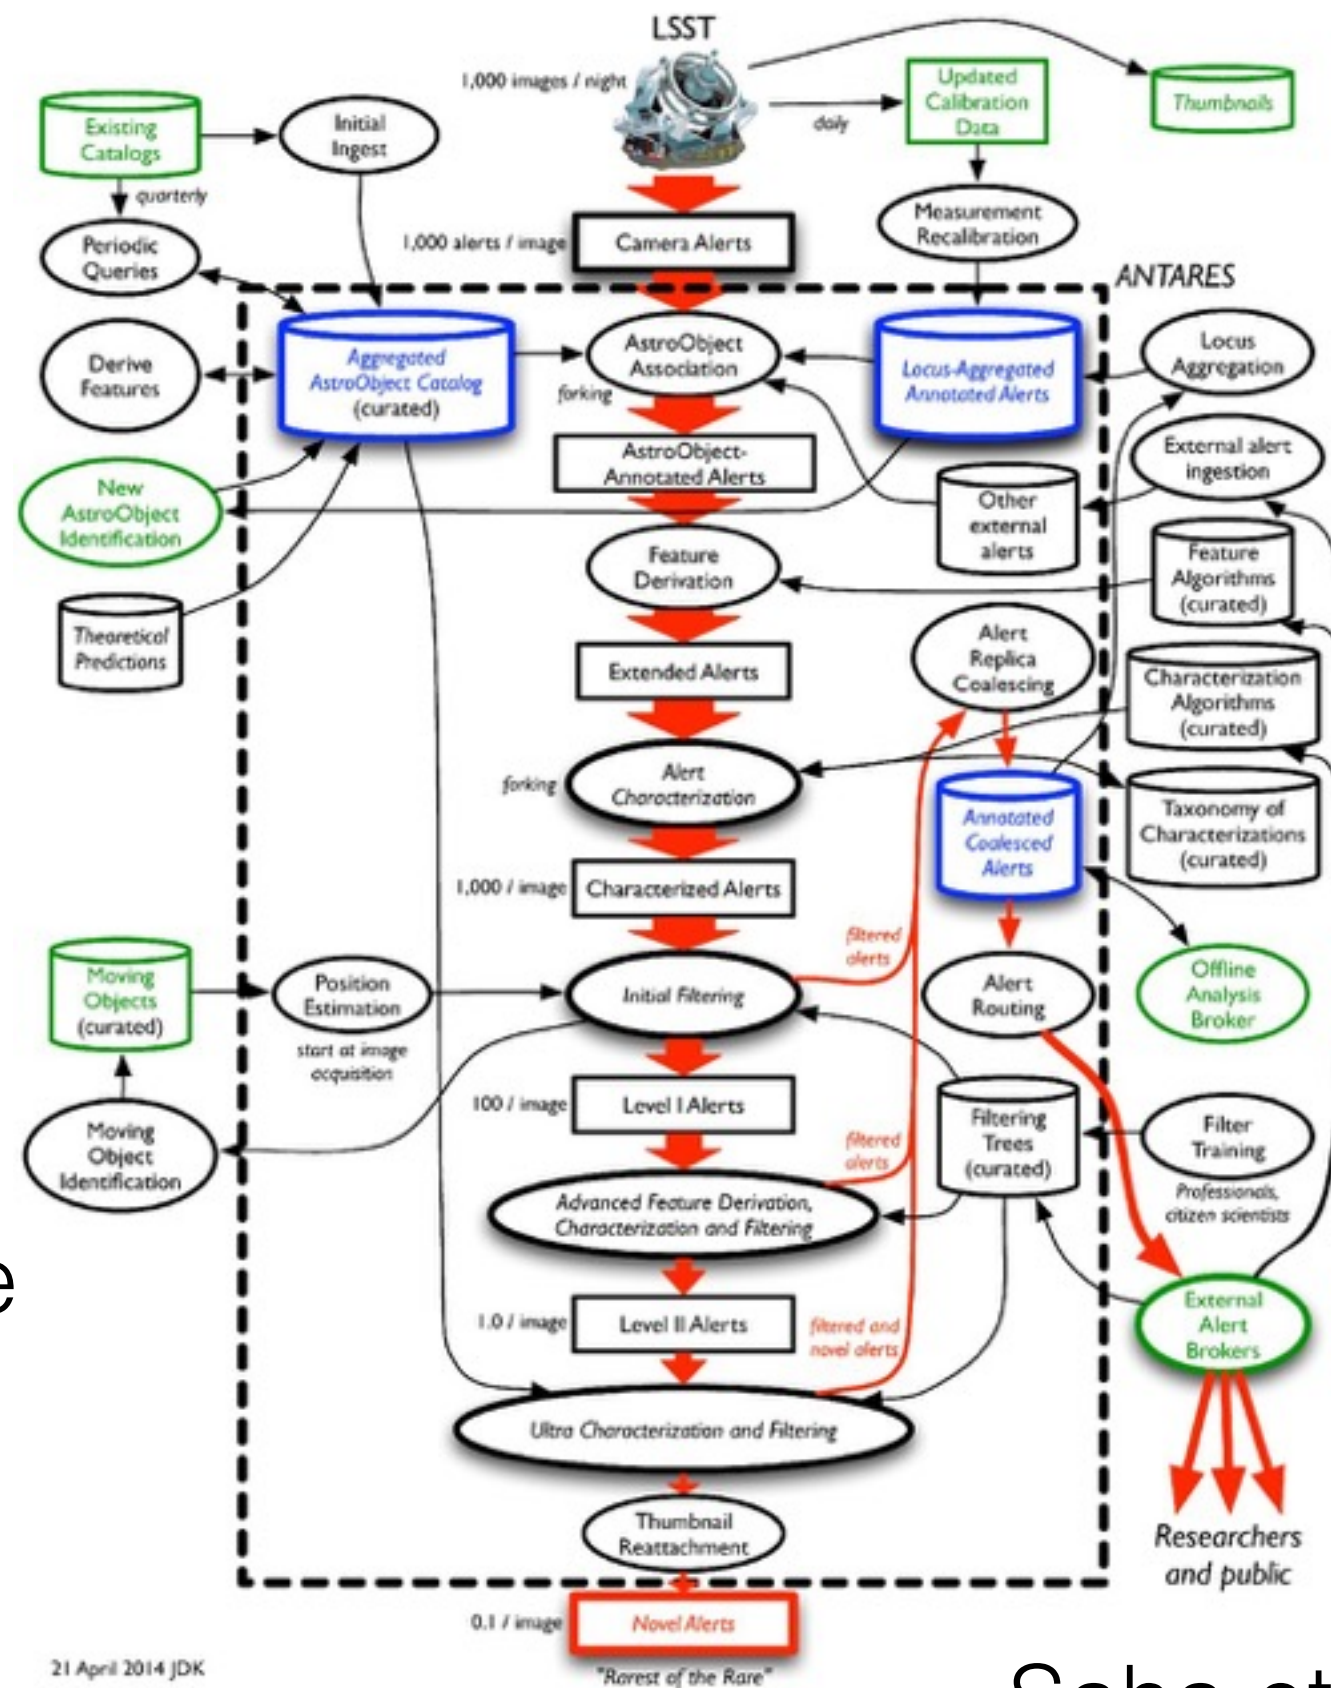 LSST
1,000 images / night
Existing
Catalogs
Initial
Ingest
daily
Updated
Calibration
Data
Thumbnails
quarterly
Periodic
Queries
1,000 alerts / image
Camera Alerts
Measurement
Recalibration
ANTARES
Derive
Features
Aggregated
AstroObject Catalog
(curated)
AstroObject
Association
forking
Locus-Aggregated
Annotated Alerts
Locus
Aggregation
AstroObject-
Annotated Alerts
External alert
ingestion
New
AstroObject
Identification
Other
external
alerts
Feature
Derivation
Feature
Algorithms
(curated)
Theoretical
Predictions
Extended Alerts
Alert
Replica
Coalescing
Characterization
Algorithms
(curated)
forking
Alert
Characterization
Annotated
Coalesced
Alerts
Taxonomy of
Characterizations
(curated)
1,000 / image
Characterized Alerts
filtered
alerts
Moving
Objects
(curated)
Position
Estimation
start at image
acquisition
Initial Filtering
Alert
Routing
Offline
Analysis
Broker
100 / image
Level I Alerts
Moving
Object
Identification
filtered
alerts
Filtering
Trees
(curated)
Filter
Training
Professionals,
citizen scientists
Advanced Feature Derivation,
Characterization and Filtering
e
1.0 / image
Level II Alerts
filtered and
novel alerts
External
Alert
Brokers
Ultra Characterization and Filtering
Thumbnail
Reattachment
Researchers
and public
0.1 / image
Novel Alerts
"Rarest of the Rare"
21 April 2014 JDK